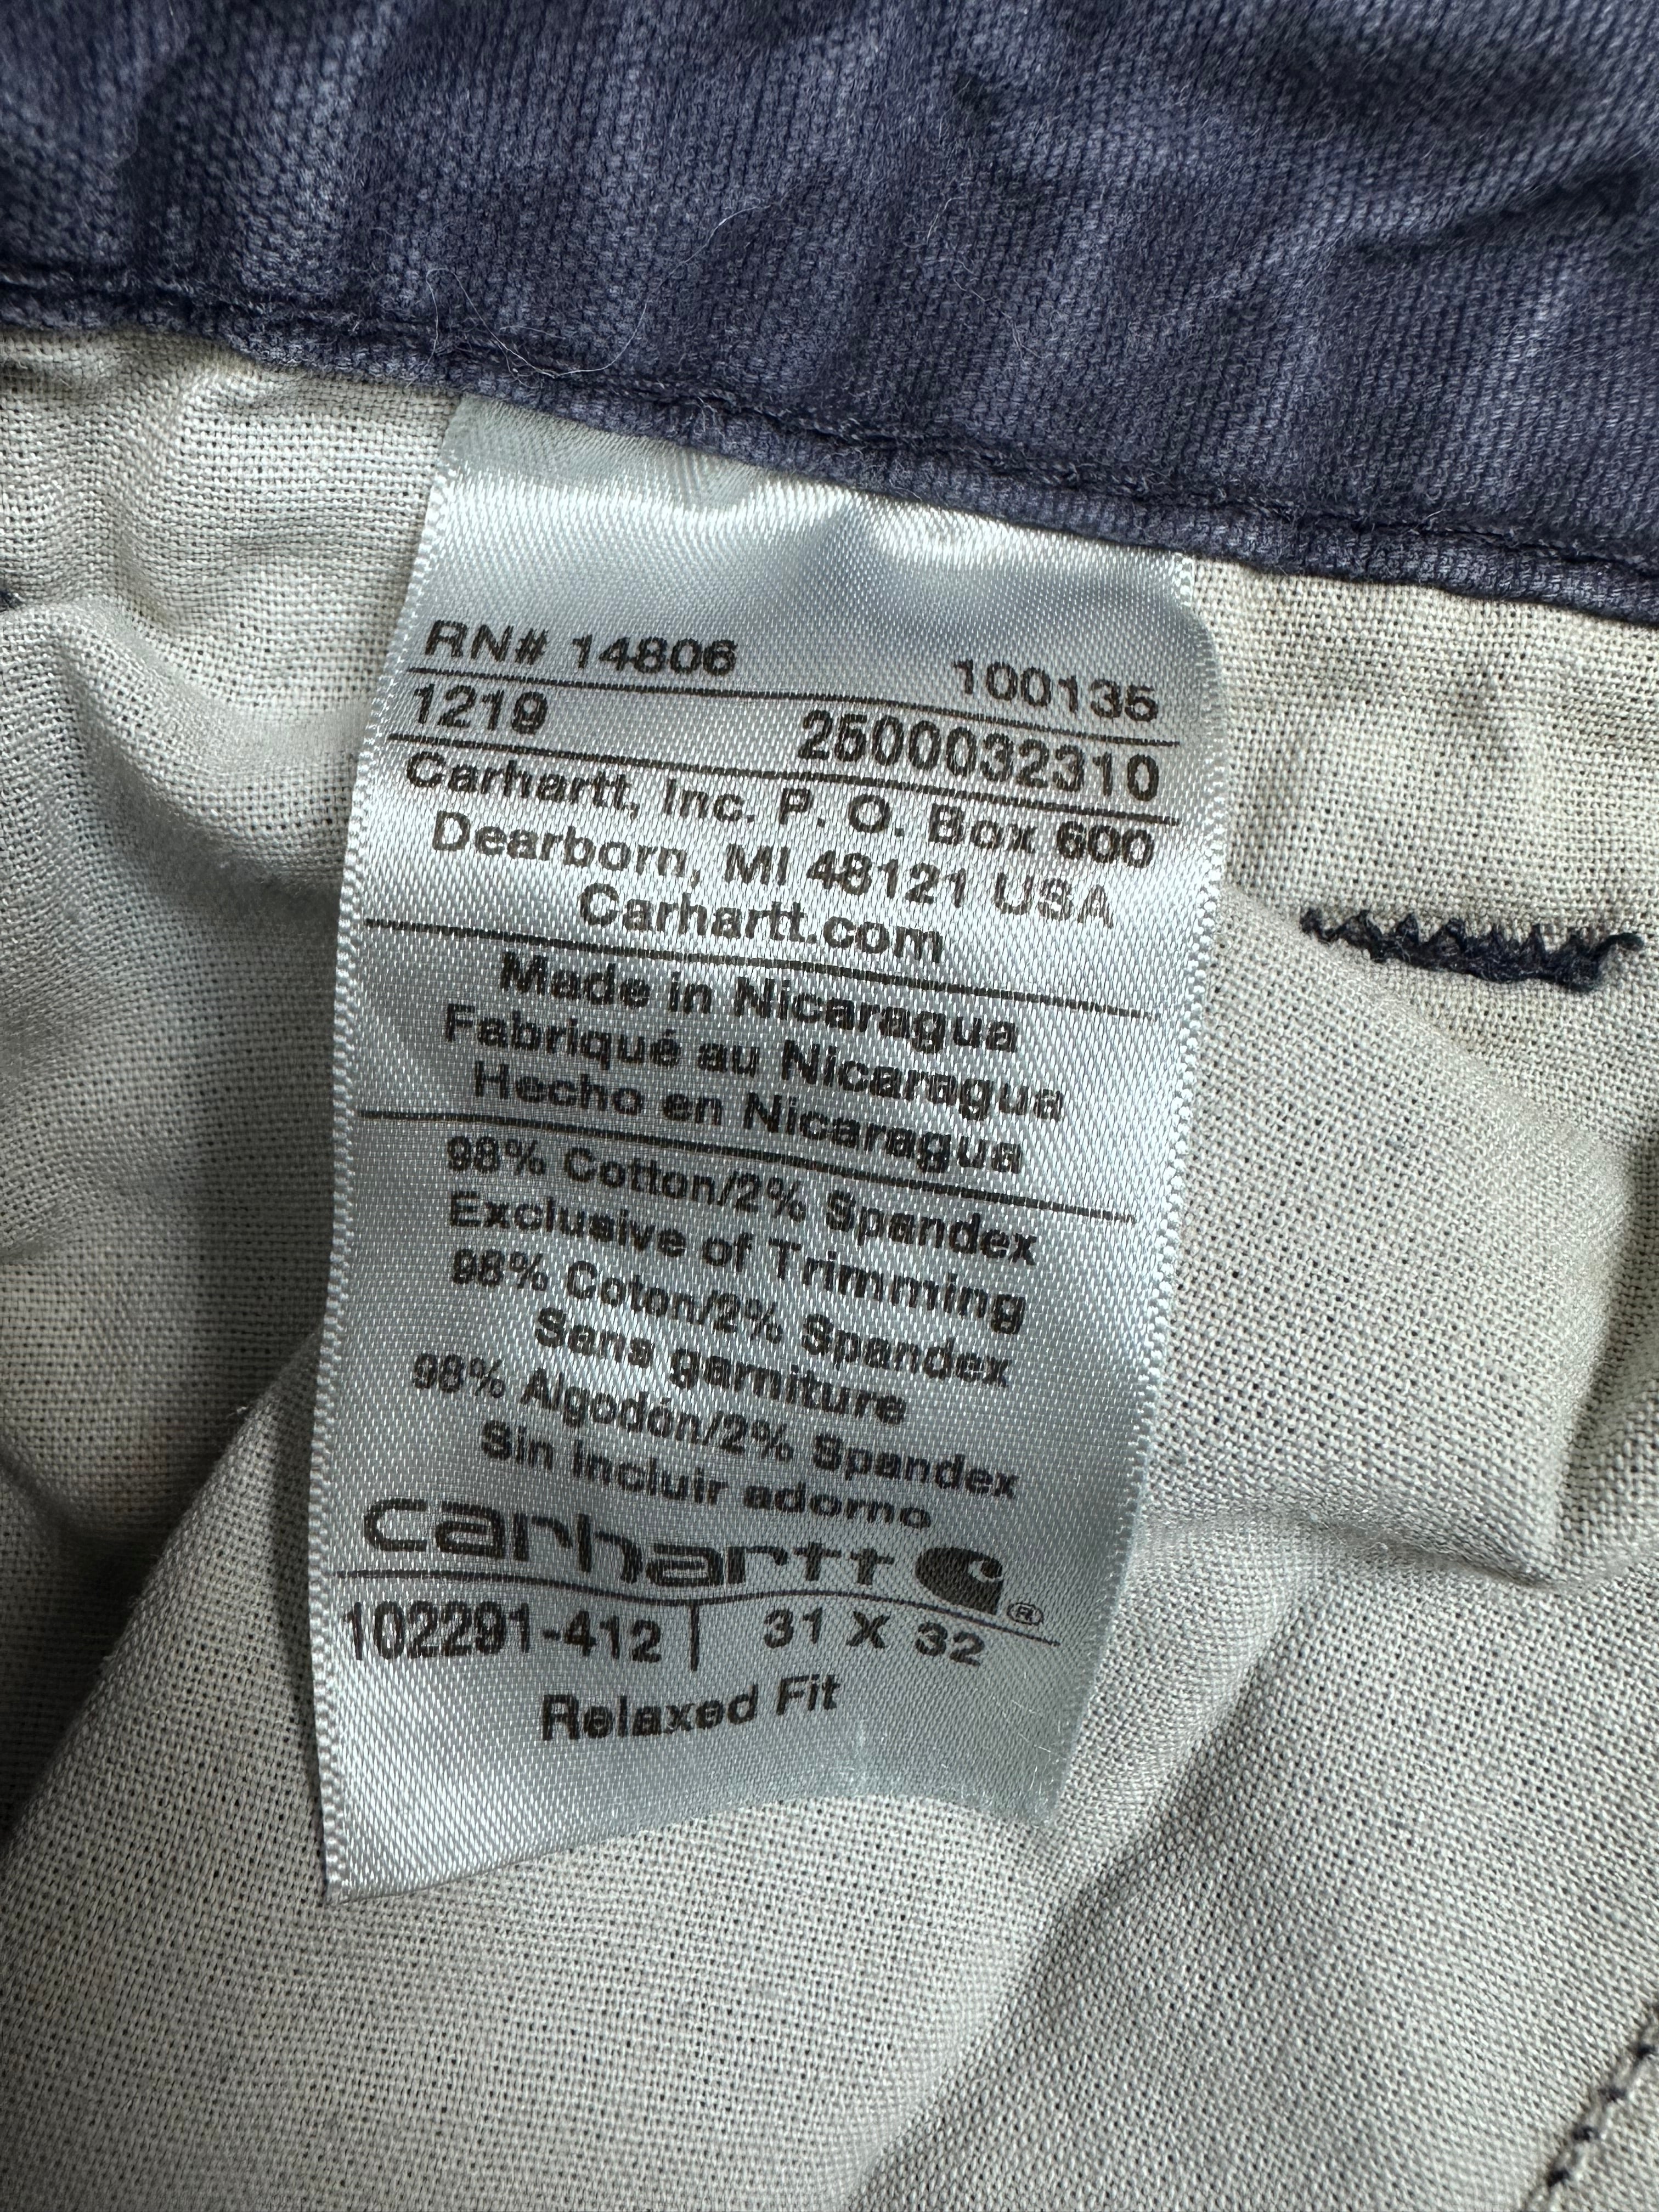 RN# 14806 100135
1219 2500032310
Carhartt, Inc. P. O. Box 600
Dearborn, MI 48121 USA
Carhartt.com
Made in Nicaragua
Fabriqué au Nicaragua
Hecho en Nicaragua
98% Cotton/2% Spandex
Exclusive of Trimming
98% Coton/2% Spandex
Sans garniture
98% Algodón/2% Spandex
Sin incluir adorno
carhartt ®
102291-412 | 31 X 32
Relaxed Fit